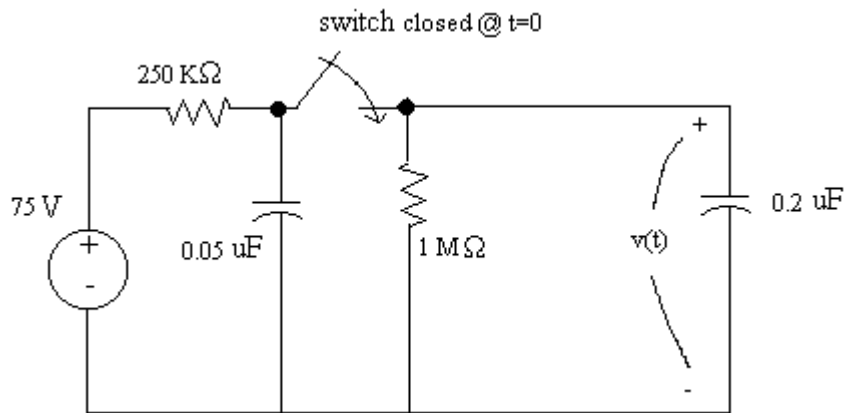 switch closed @ t=0
250 KΩ
75 V
+
-
0.05 uF
1 MΩ
+
v(t)
-
0.2 uF